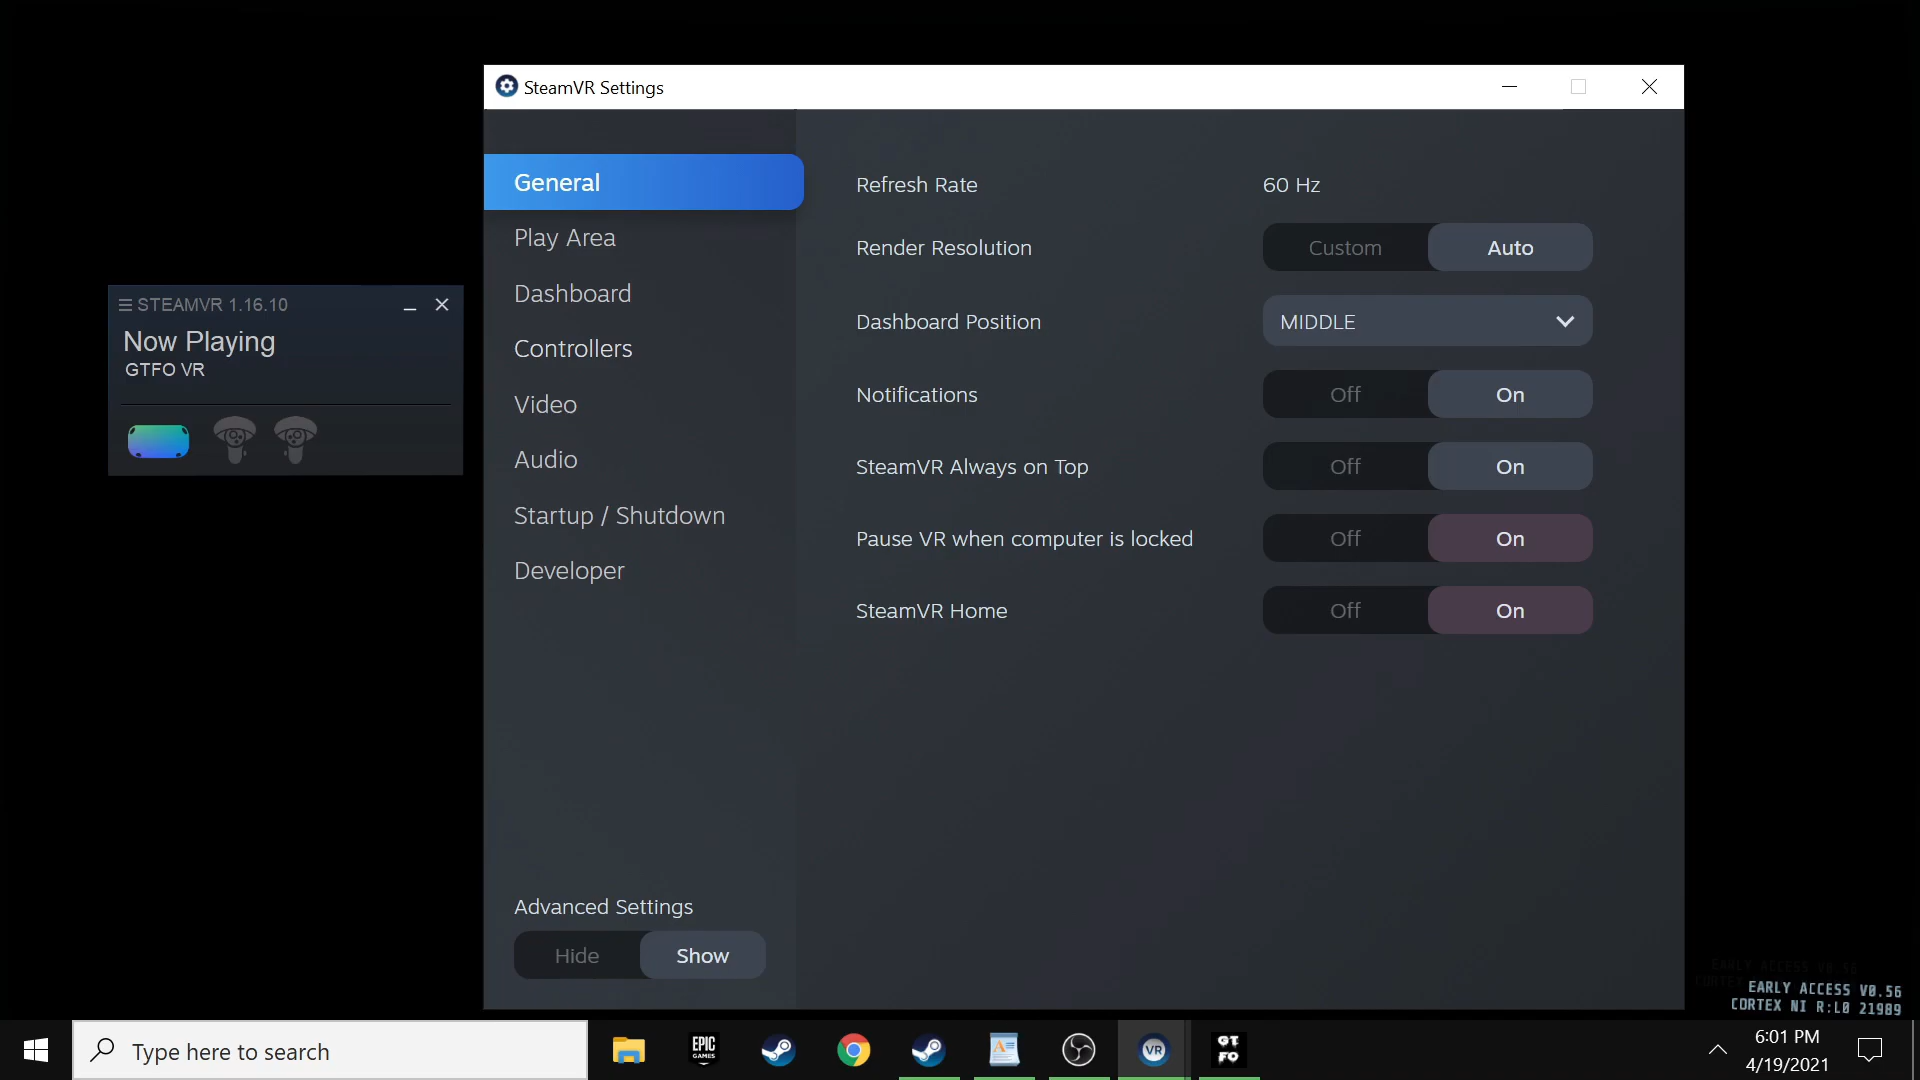 SteamVR Settings
General
Play Area
Dashboard
Controllers
Video
Audio
Startup / Shutdown
Developer
Advanced Settings
Hide Show
Refresh Rate 60 Hz
Render Resolution Custom Auto
Dashboard Position MIDDLE
Notifications Off On
SteamVR Always on Top Off On
Pause VR when computer is locked Off On
SteamVR Home Off On
STEAMVR 1.16.10
Now Playing
GTFO VR
EARLY ACCESS V0.56
EARLY ACCESS V0.56
CORTEX NI R:L0 21989
Type here to search
EPIC
GAMES
VR
GT
FO
6:01 PM
4/19/2021